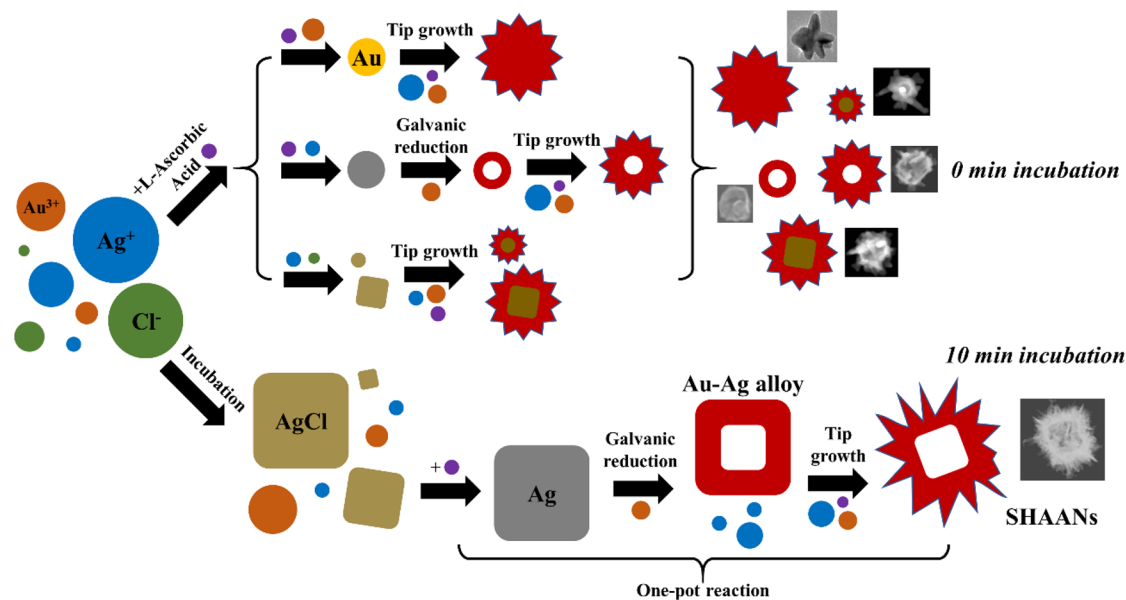 Tip growth
Au
Galvanic
reduction
Tip growth
+L-Ascorbic
Acid
0 min incubation
Au3+
Ag+
Tip growth
Cl-
Incubation
10 min incubation
AgCl
Au-Ag alloy
Galvanic
reduction
Tip
growth
+
Ag
SHAANs
One-pot reaction